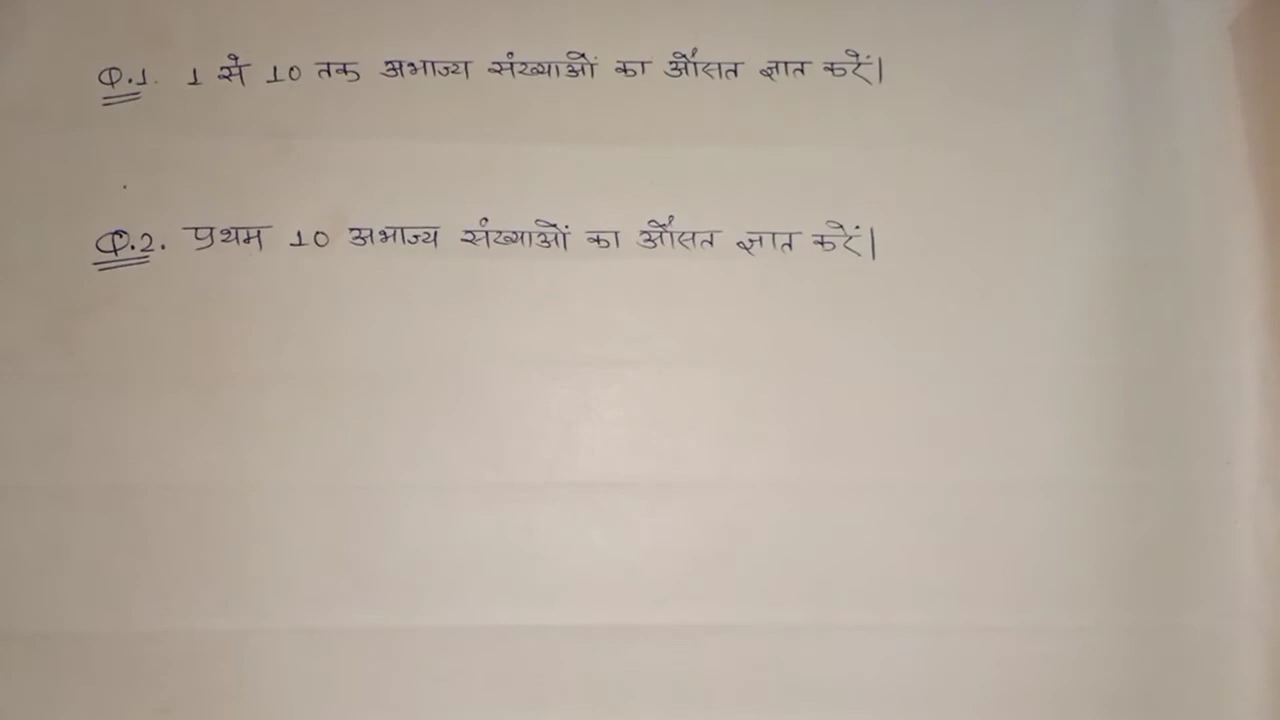 Q.1. 1 से 10 तक अभाज्य संख्याओं का औसत ज्ञात करें।
Q.2. प्रथम 10 अभाज्य संख्याओं का औसत ज्ञात करें।